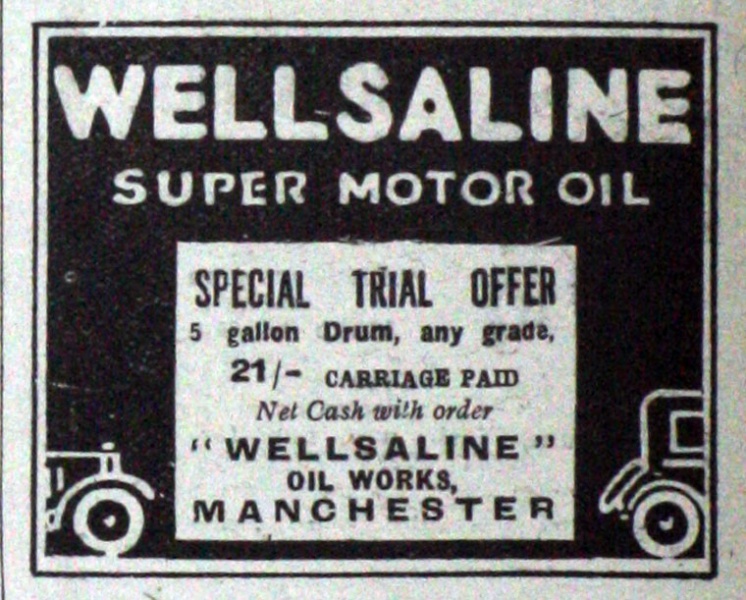 WELLSALINE
SUPER MOTOR OIL
SPECIAL TRIAL OFFER
5 gallon Drum, any grade,
21/- CARRIAGE PAID
Net Cash with order
"WELLSALINE"
OIL WORKS,
MANCHESTER